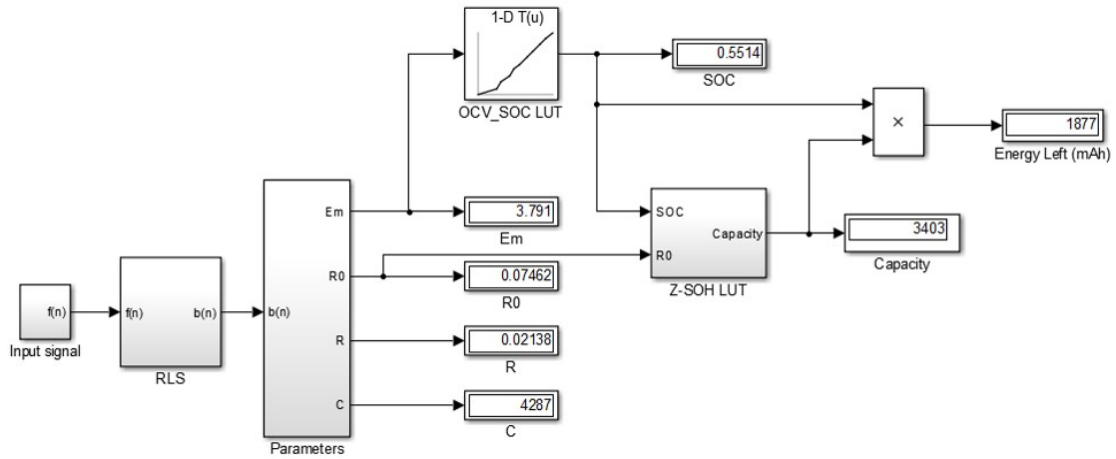 1-D T(u)
OCV_SOC LUT
0.5514
SOC
×
1877
Energy Left (mAh)
Em
3.791
Em
SOC
Capacity
R0
Z-SOH LUT
3403
Capacity
R0
0.07462
R0
f(n)
Input signal
f(n)
b(n)
RLS
b(n)
R
0.02138
R
C
4287
C
Parameters